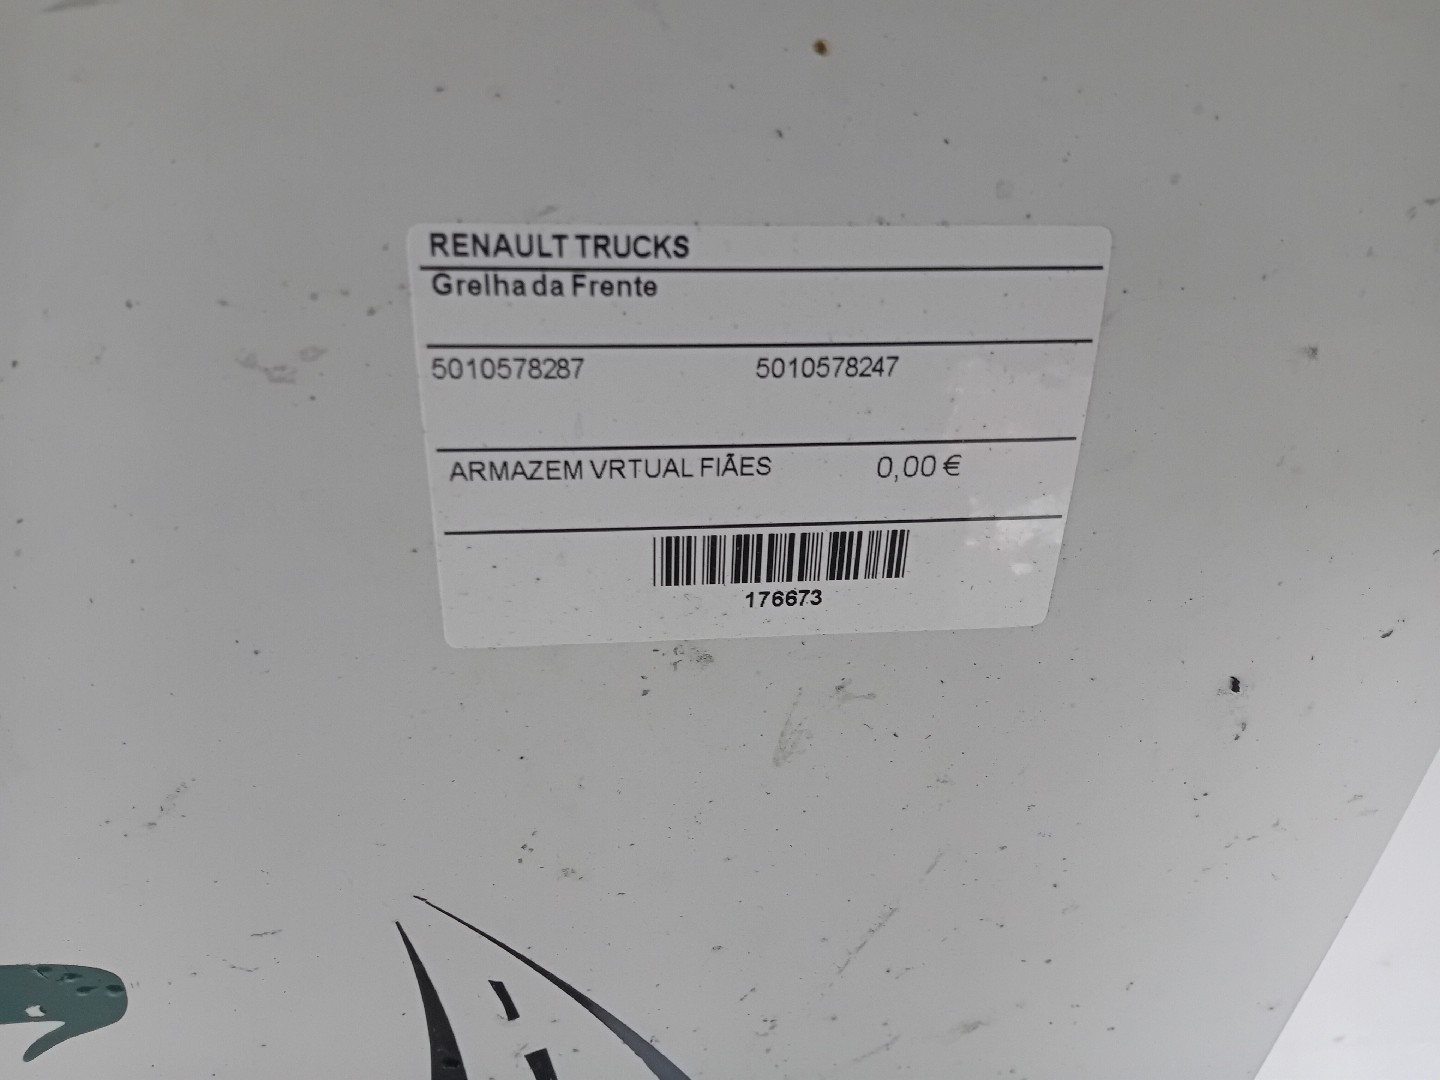 RENAULT TRUCKS
Grelha da Frente
5010578287 5010578247
ARMAZEM VRTUAL FIÃES 0,00 €
176673